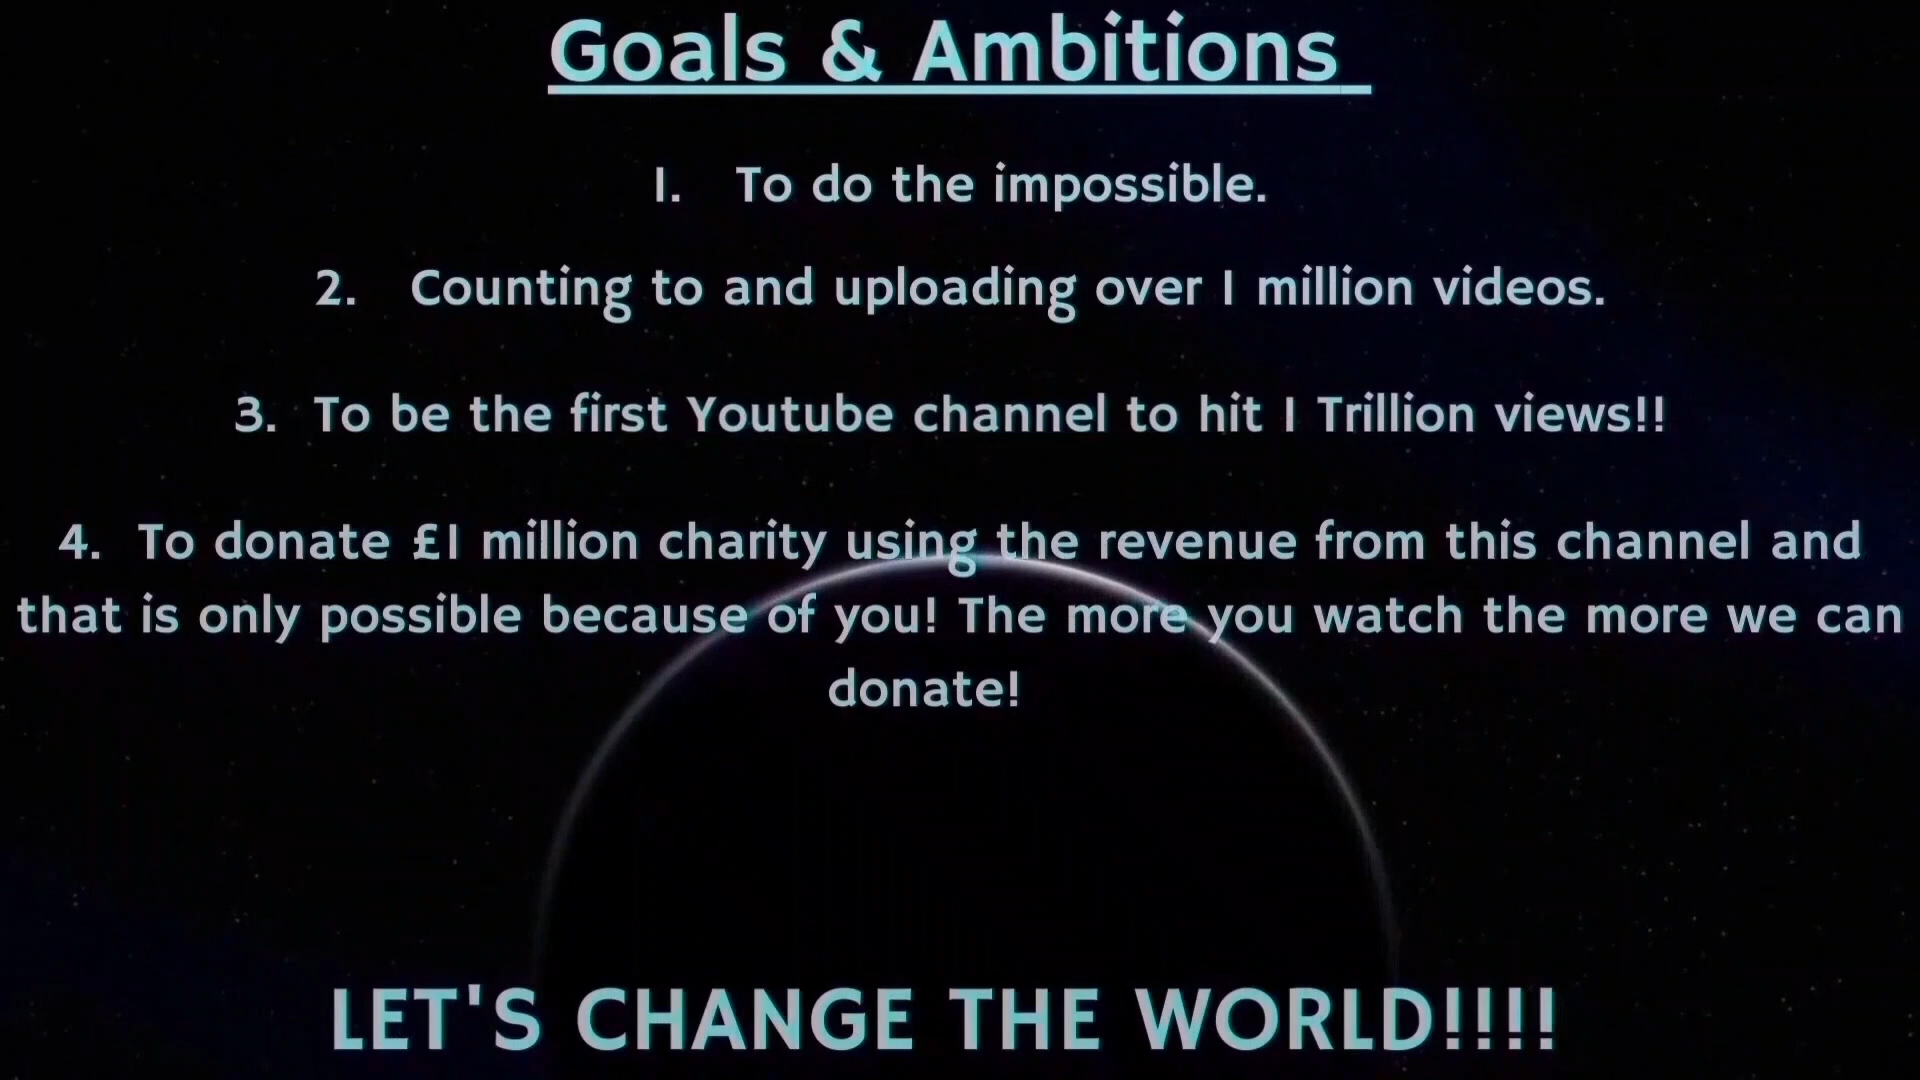 Goals & Ambitions
1. To do the impossible.
2. Counting to and uploading over 1 million videos.
3. To be the first Youtube channel to hit 1 Trillion views!!
4. To donate £1 million charity using the revenue from this channel and
that is only possible because of you! The more you watch the more we can
donate!
LET'S CHANGE THE WORLD!!!!